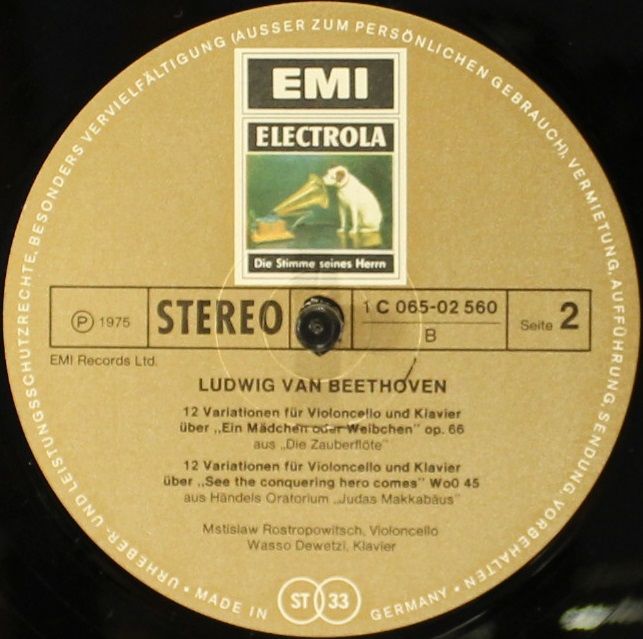 URHEBER- UND LEISTUNGSSCHUTZRECHTE, BESONDERS VERVIELFÄLTIGUNG (AUSSER ZUM PERSÖNLICHEN GEBRAUCH), VERMIETUNG, AUFFÜHRUNG, SENDUNG, VORBEHALTEN •
EMI
ELECTROLA
Die Stimme seines Herrn
℗ 1975
STEREO
1 C 065-02 560
B
Seite 2
EMI Records Ltd.
LUDWIG VAN BEETHOVEN
12 Variationen für Violoncello und Klavier
über „Ein Mädchen oder Weibchen" op. 66
aus „Die Zauberflöte"
12 Variationen für Violoncello und Klavier
über „See the conquering hero comes" WoO 45
aus Händels Oratorium „Judas Makkabäus"
Mstislaw Rostropowitsch, Violoncello
Wasso Dewetzi, Klavier
• MADE IN GERMANY •
ST 33